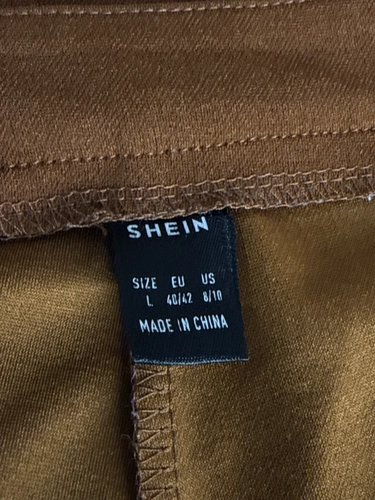 SHEIN
SIZE EU US
L 40/42 8/10
MADE IN CHINA